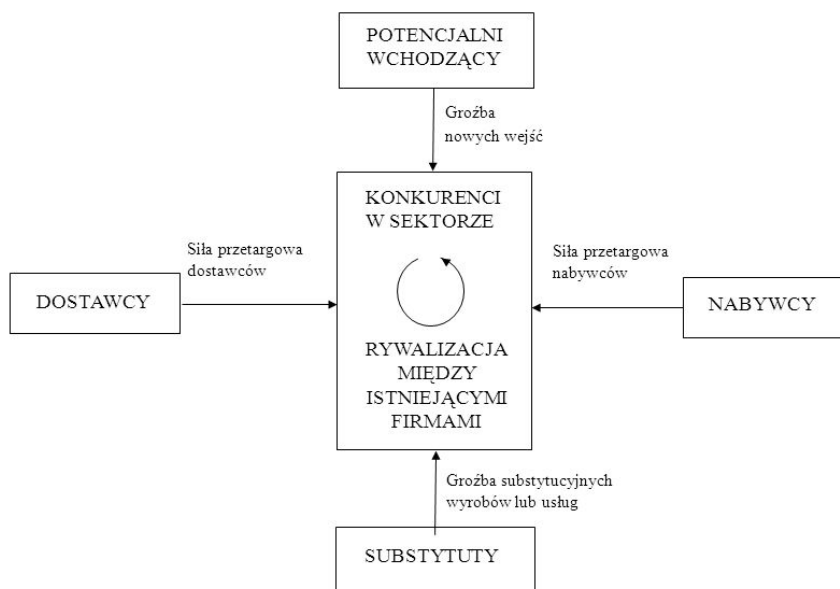 POTENCJALNI
WCHODZĄCY
Groźba
nowych wejść
KONKURENCI
W SEKTORZE
Siła przetargowa
dostawców
Siła przetargowa
nabywców
DOSTAWCY
NABYWCY
RYWALIZACJA
MIĘDZY
ISTNIEJĄCYMI
FIRMAMI
Groźba substytucyjnych
wyrobów lub usług
SUBSTYTUTY